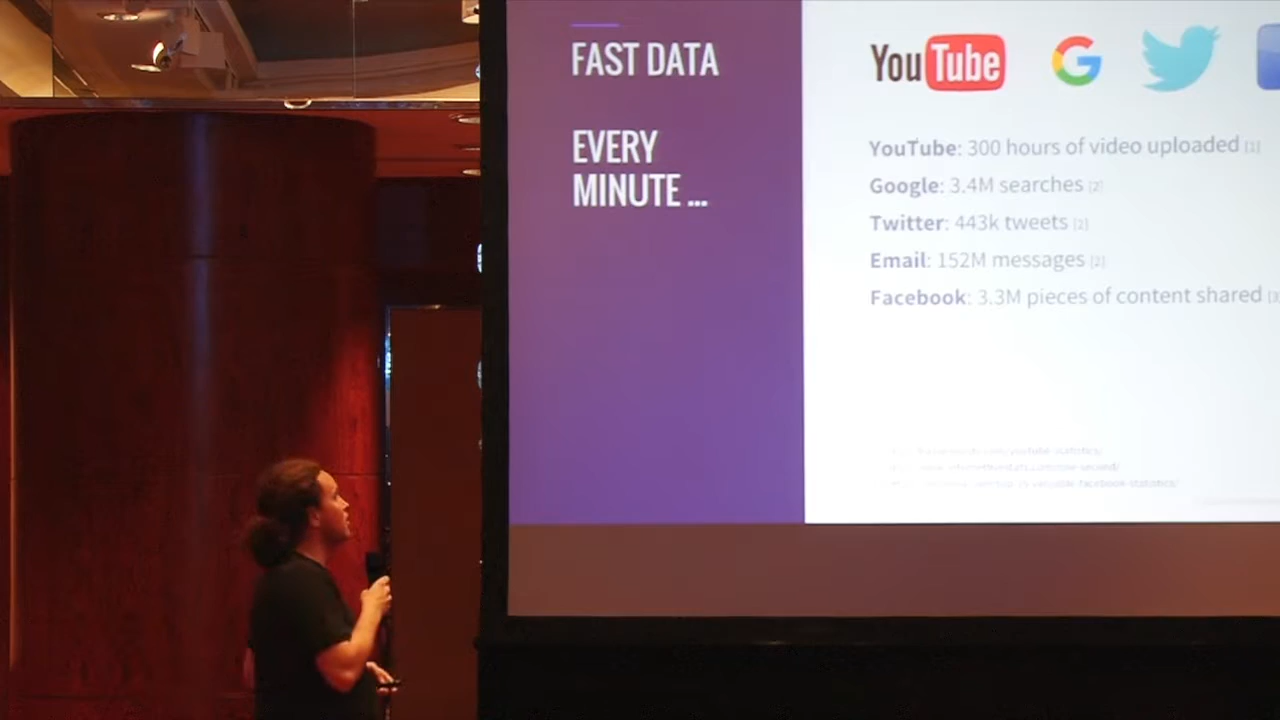 FAST DATA
EVERY
MINUTE ...
YouTube
YouTube: 300 hours of video uploaded [1]
Google: 3.4M searches [2]
Twitter: 443k tweets [2]
Email: 152M messages [2]
Facebook: 3.3M pieces of content shared